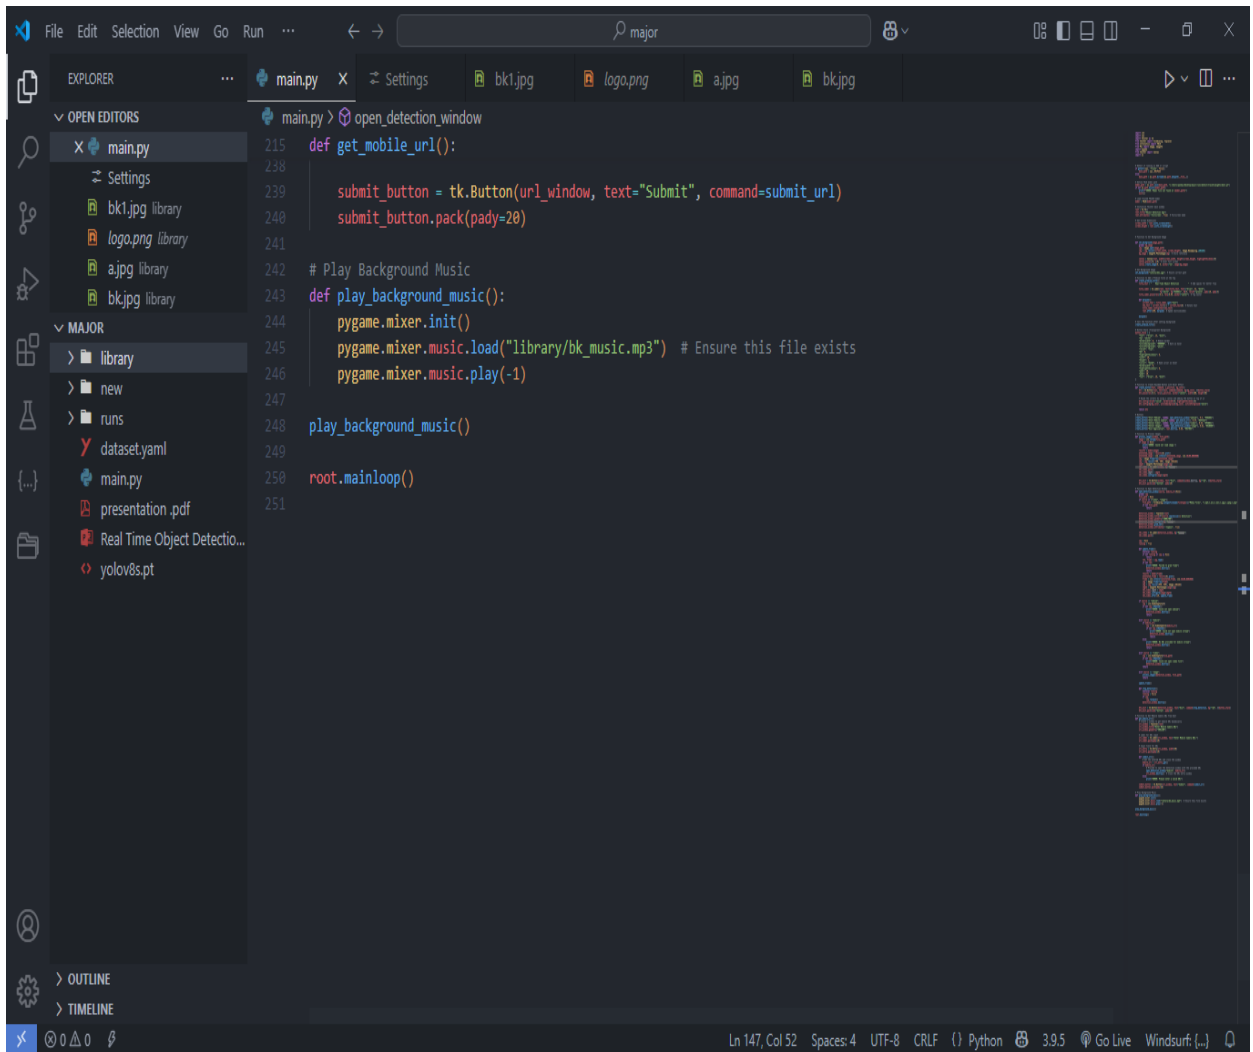 File Edit Selection View Go Run ··· major
EXPLORER ··· main.py X Settings bk1.jpg logo.png a.jpg bk.jpg ···
OPEN EDITORS
X main.py
Settings
bk1.jpg library
logo.png library
a.jpg library
bk.jpg library
MAJOR
library
new
runs
dataset.yaml
main.py
presentation .pdf
Real Time Object Detectio...
yolov8s.pt
OUTLINE
TIMELINE
main.py > open_detection_window
215 def get_mobile_url():
238
239 submit_button = tk.Button(url_window, text="Submit", command=submit_url)
240 submit_button.pack(pady=20)
241
242 # Play Background Music
243 def play_background_music():
244 pygame.mixer.init()
245 pygame.mixer.music.load("library/bk_music.mp3") # Ensure this file exists
246 pygame.mixer.music.play(-1)
247
248 play_background_music()
249
250 root.mainloop()
251
0 0 Ln 147, Col 52 Spaces: 4 UTF-8 CRLF {} Python 3.9.5 Go Live Windsurf: {...}